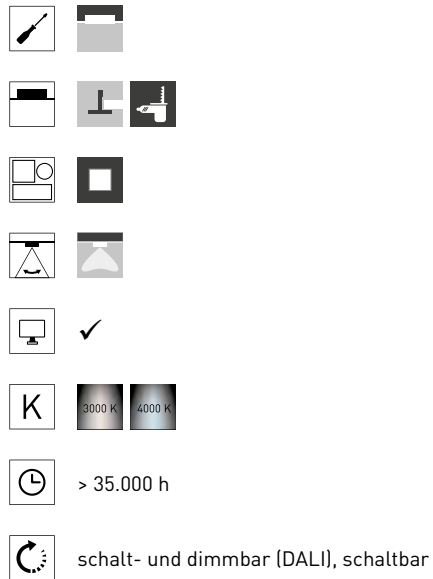 ✓
K 3000 K 4000 K
> 35.000 h
schalt- und dimmbar (DALI), schaltbar